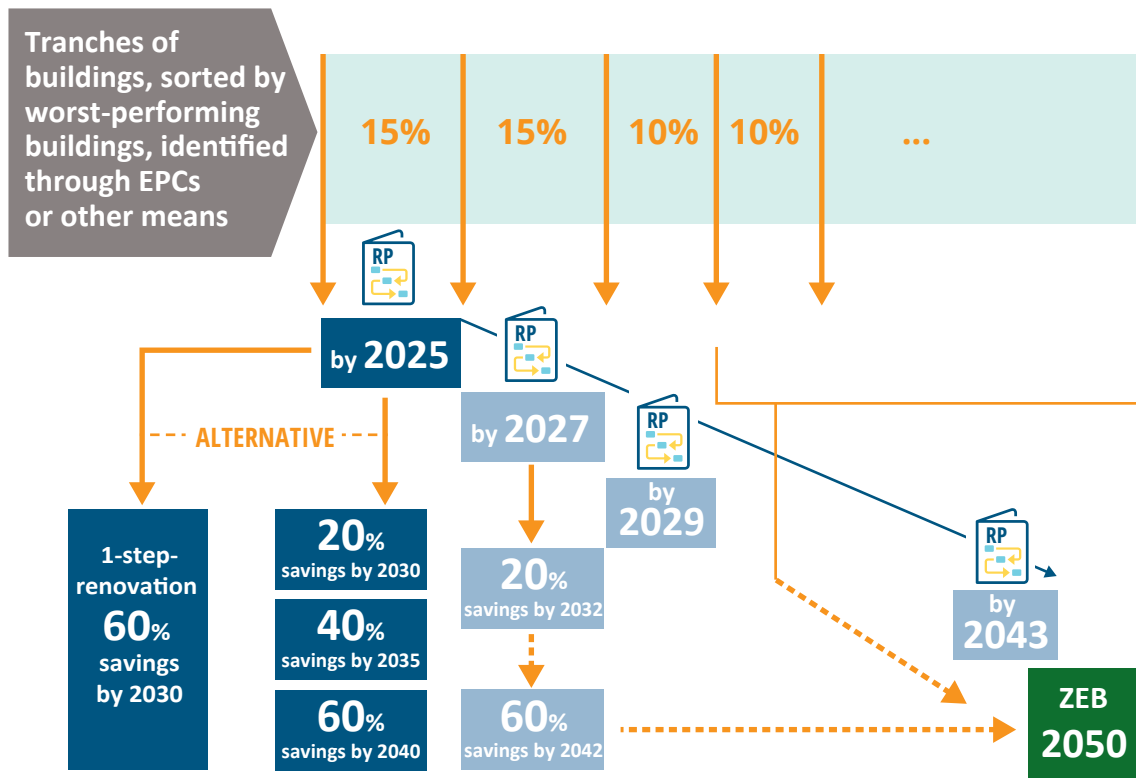 Tranches of
buildings, sorted by
worst-performing
buildings, identified
through EPCs
or other means
15%
15%
10%
10%
...
RP
by 2025
RP
by 2027
RP
by
2029
RP
by
2043
ALTERNATIVE
1-step-
renovation
60%
savings
by 2030
20%
savings by 2030
40%
savings by 2035
60%
savings by 2040
20%
savings by 2032
60%
savings by 2042
ZEB
2050